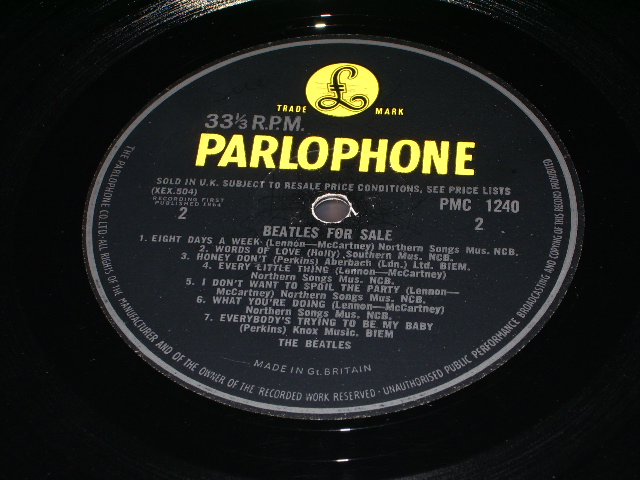 £
TRADE MARK
33⅓ R.P.M.
PARLOPHONE
SOLD IN U.K. SUBJECT TO RESALE PRICE CONDITIONS, SEE PRICE LISTS
(XEX.504)
RECORDING FIRST
PUBLISHED 1964
2
PMC 1240
2
BEATLES FOR SALE
1. EIGHT DAYS A WEEK (Lennon—McCartney) Northern Songs Mus. NCB.
2. WORDS OF LOVE (Holly) Southern Mus. NCB.
3. HONEY DON'T (Perkins) Aberbach (Ldn.) Ltd. BIEM.
4. EVERY LITTLE THING (Lennon—McCartney)
Northern Songs Mus. NCB.
5. I DON'T WANT TO SPOIL THE PARTY (Lennon—
McCartney) Northern Songs Mus. NCB.
6. WHAT YOU'RE DOING (Lennon—McCartney)
Northern Songs Mus. NCB.
7. EVERYBODY'S TRYING TO BE MY BABY
(Perkins) Knox Music. BIEM
THE BEATLES
MADE IN Gt. BRITAIN
THE PARLOPHONE CO. LTD. ALL RIGHTS OF THE MANUFACTURER AND OF THE OWNER OF THE RECORDED WORK RESERVED · UNAUTHORISED PUBLIC PERFORMANCE BROADCASTING AND COPYING OF THIS RECORD PROHIBITED